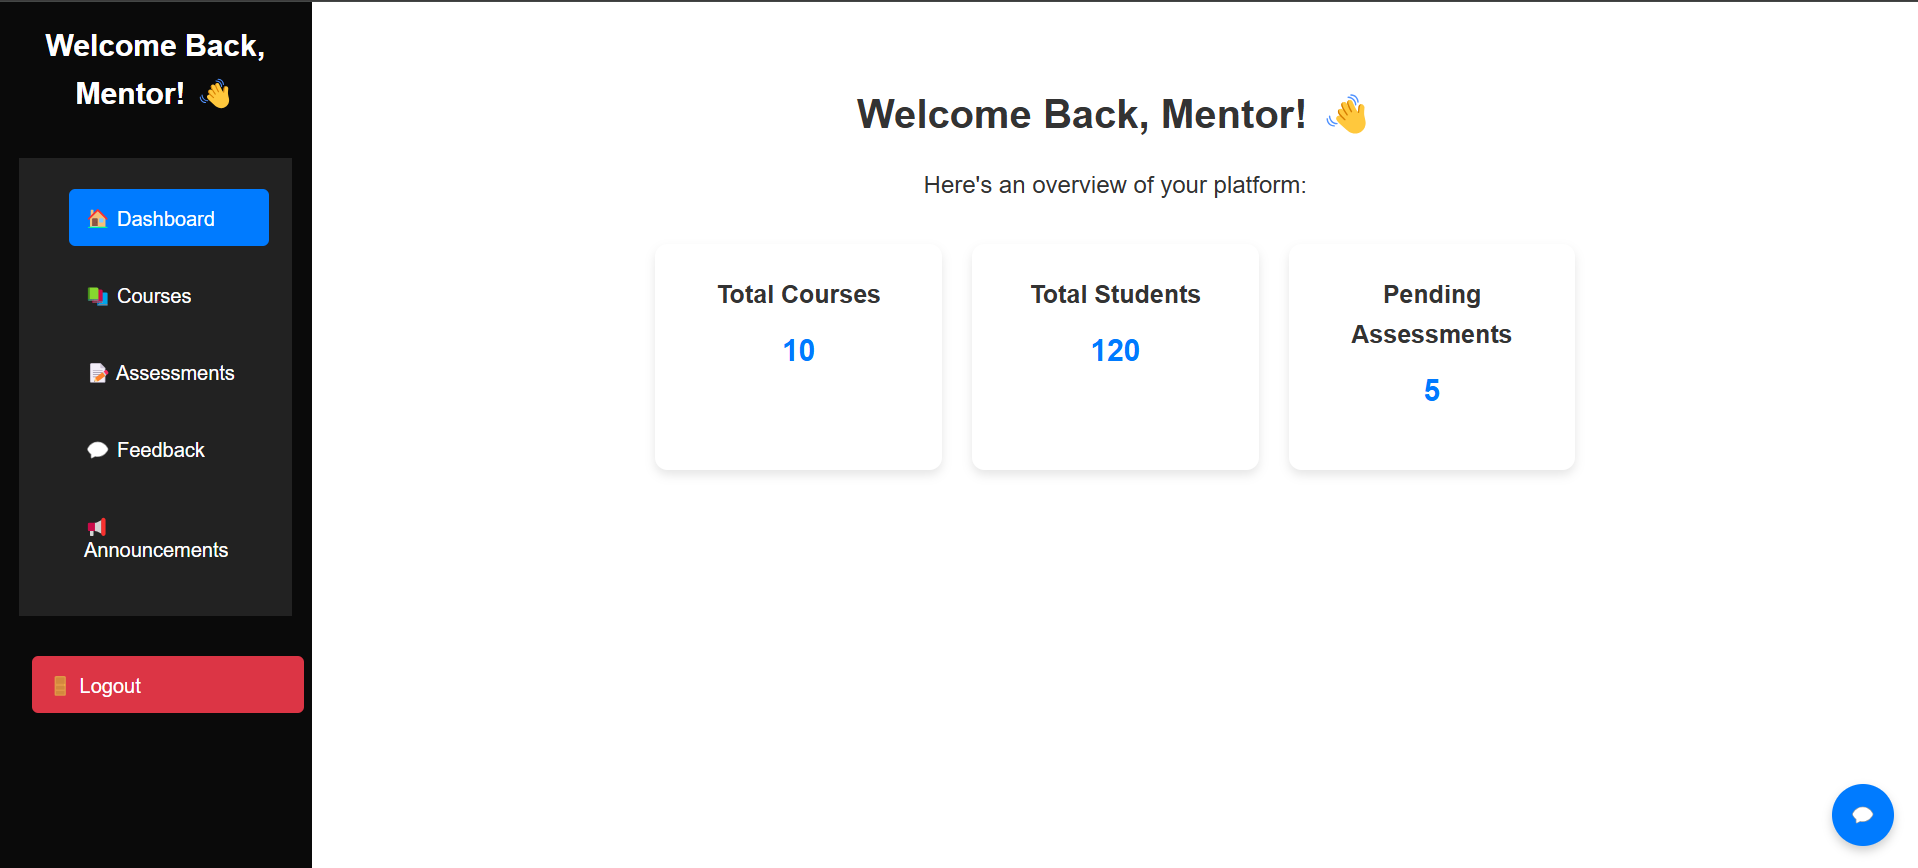 Welcome Back,
Mentor! 👋
🏠 Dashboard
📚 Courses
📝 Assessments
💬 Feedback
📢
Announcements
🚪 Logout
Welcome Back, Mentor! 👋
Here's an overview of your platform:
Total Courses
10
Total Students
120
Pending
Assessments
5